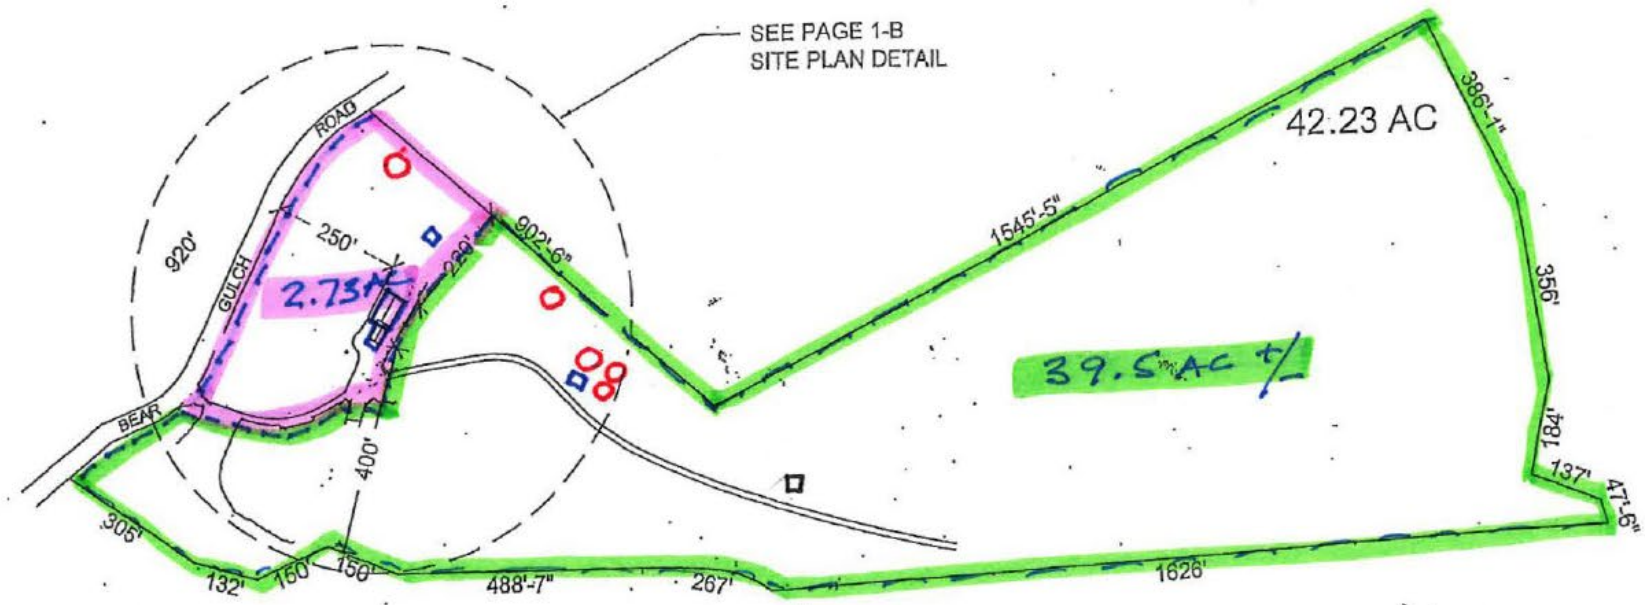 SEE PAGE 1-B
SITE PLAN DETAIL
42.23 AC
386'-1"
ROAD
250'
220'
902'-6"
1545'-5"
920'
GULCH
2.73 AC
356'
39.5 AC +/-
BEAR
400'
184'
137'
47'-6"
305'
132'
150'
150'
488'-7"
267'
1626'